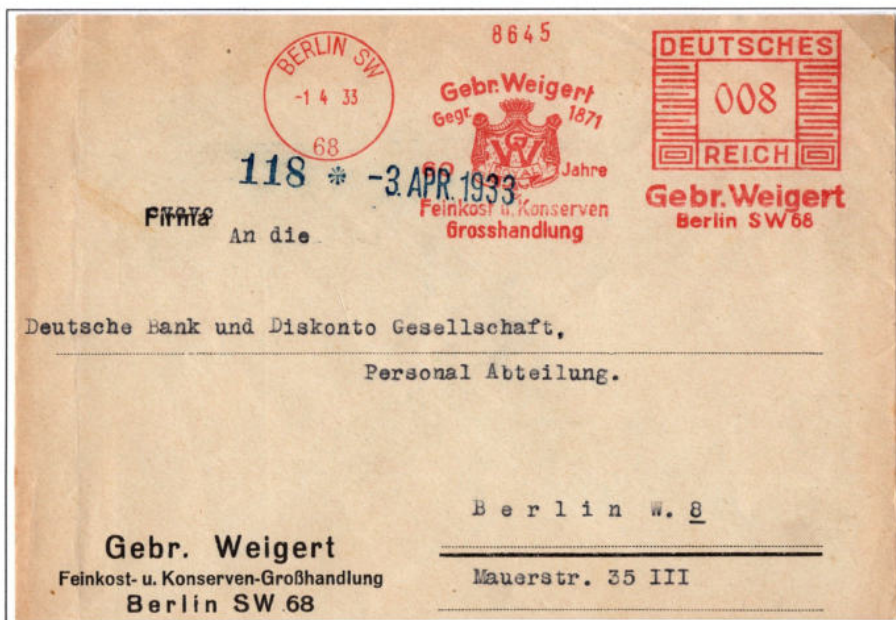 8645
BERLIN SW
-1 4 33
68
Gebr. Weigert
Gegr. 1871
60 Jahre
Feinkost u. Konserven
Grosshandlung
DEUTSCHES
008
REICH
Gebr. Weigert
Berlin SW 68
118 * -3. APR. 1933
Firma
An die
Deutsche Bank und Diskonto Gesellschaft,
Personal Abteilung.
Berlin W. 8
Mauerstr. 35 III
Gebr. Weigert
Feinkost- u. Konserven-Großhandlung
Berlin SW 68